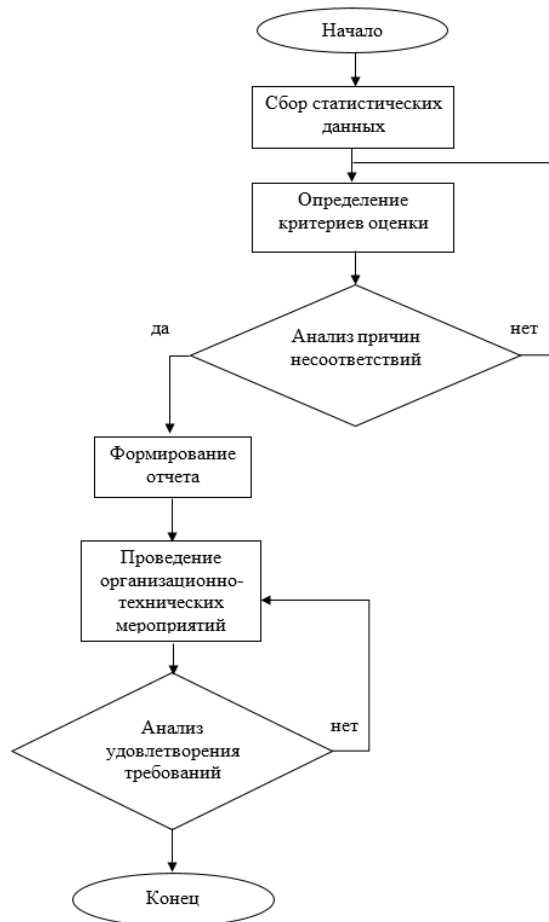 Начало
Сбор статистических
данных
Определение
критериев оценки
да
Анализ причин
несоответствий
нет
Формирование
отчета
Проведение
организационно-
технических
мероприятий
Анализ
удовлетворения
требований
нет
Конец